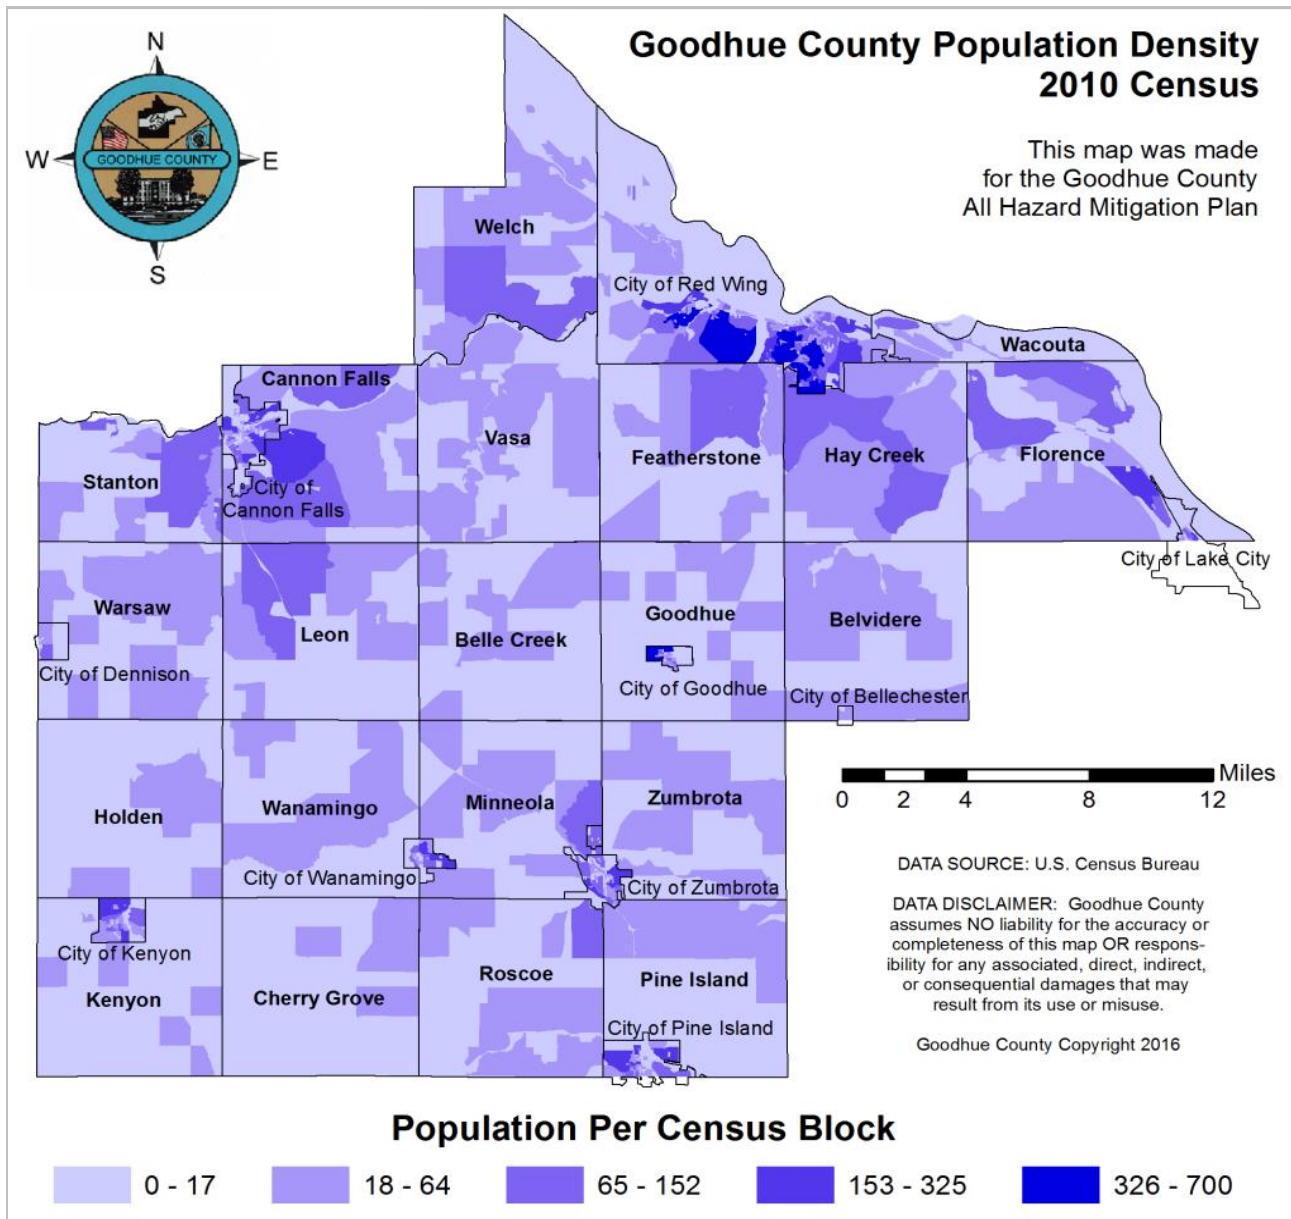 Goodhue County Population Density
2010 Census
This map was made
for the Goodhue County
All Hazard Mitigation Plan
N
W
GOODHUE COUNTY
E
S
Welch
City of Red Wing
Wacouta
Cannon Falls
Vasa
Featherstone
Hay Creek
Florence
Stanton
City of
Cannon Falls
City of Lake City
Warsaw
Leon
Belle Creek
Goodhue
Belvidere
City of Dennison
City of Goodhue
City of Bellechester
Miles
0 2 4 8 12
Holden
Wanamingo
Minneola
Zumbrota
City of Wanamingo
City of Zumbrota
City of Kenyon
Kenyon
Cherry Grove
Roscoe
Pine Island
City of Pine Island
DATA SOURCE: U.S. Census Bureau
DATA DISCLAIMER: Goodhue County
assumes NO liability for the accuracy or
completeness of this map OR respons-
ibility for any associated, direct, indirect,
or consequential damages that may
result from its use or misuse.
Goodhue County Copyright 2016
Population Per Census Block
0 - 17 18 - 64 65 - 152 153 - 325 326 - 700